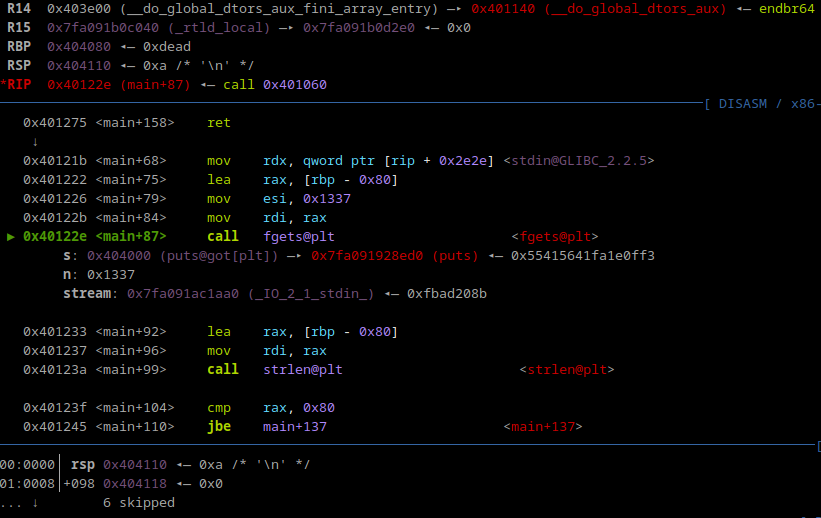 R14 0x403e00 (__do_global_dtors_aux_fini_array_entry) —▸ 0x401140 (__do_global_dtors_aux) ◂— endbr64
R15 0x7fa091b0c040 (_rtld_local) —▸ 0x7fa091b0d2e0 ◂— 0x0
RBP 0x404080 ◂— 0xdead
RSP 0x404110 ◂— 0xa /* '\n' */
*RIP 0x40122e (main+87) ◂— call 0x401060
[ DISASM / x86-
0x401275 <main+158> ret
↓
0x40121b <main+68> mov rdx, qword ptr [rip + 0x2e2e] <stdin@GLIBC_2.2.5>
0x401222 <main+75> lea rax, [rbp - 0x80]
0x401226 <main+79> mov esi, 0x1337
0x40122b <main+84> mov rdi, rax
► 0x40122e <main+87> call fgets@plt <fgets@plt>
s: 0x404000 (puts@got[plt]) —▸ 0x7fa091928ed0 (puts) ◂— 0x55415641fa1e0ff3
n: 0x1337
stream: 0x7fa091ac1aa0 (_IO_2_1_stdin_) ◂— 0xfbad208b
0x401233 <main+92> lea rax, [rbp - 0x80]
0x401237 <main+96> mov rdi, rax
0x40123a <main+99> call strlen@plt <strlen@plt>
0x40123f <main+104> cmp rax, 0x80
0x401245 <main+110> jbe main+137 <main+137>
[
00:0000│ rsp 0x404110 ◂— 0xa /* '\n' */
01:0008│+098 0x404118 ◂— 0x0
... ↓ 6 skipped